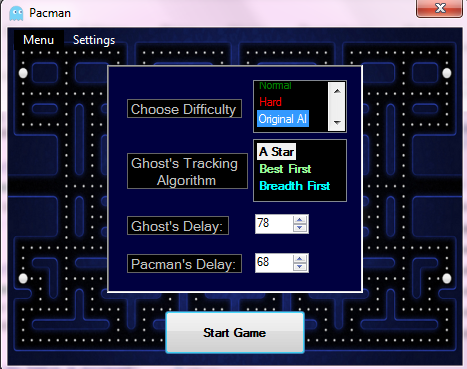 Pacman
Menu Settings
Choose Difficulty
Normal
Hard
Original AI
Ghost's Tracking
Algorithm
A Star
Best First
Breadth First
Ghost's Delay:
78
Pacman's Delay:
68
Start Game